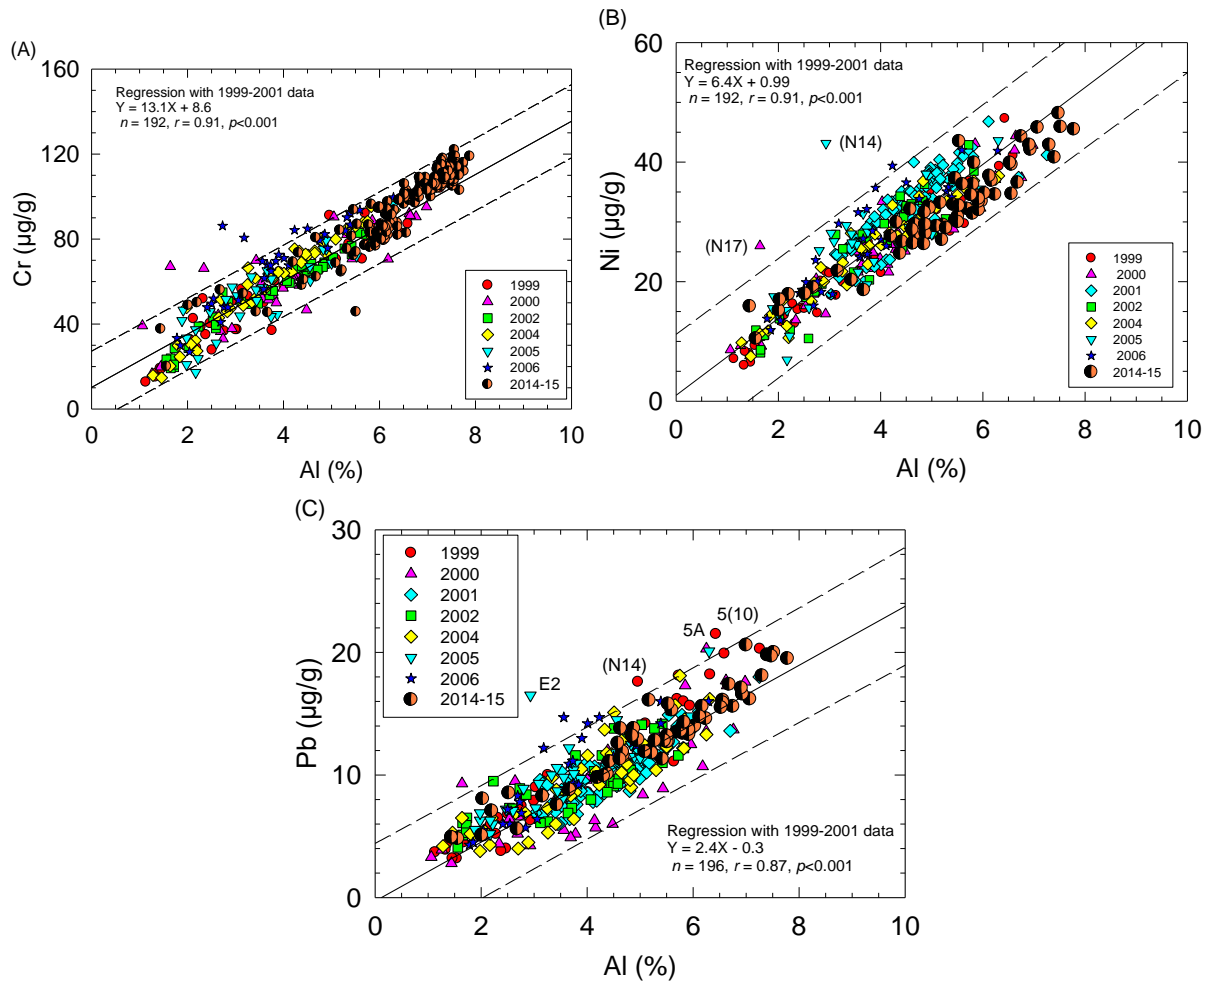 (A)
Regression with 1999-2001 data
Y = 13.1X + 8.6
n = 192, r = 0.91, p<0.001
160
120
80
40
0
Cr (µg/g)
0 2 4 6 8 10
Al (%)
1999
2000
2002
2004
2005
2006
2014-15
(B)
Regression with 1999-2001 data
Y = 6.4X + 0.99
n = 192, r = 0.91, p<0.001
60
40
20
0
Ni (µg/g)
(N14)
(N17)
0 2 4 6 8 10
Al (%)
1999
2000
2001
2002
2004
2005
2006
2014-15
(C)
30
20
10
0
Pb (µg/g)
1999
2000
2001
2002
2004
2005
2006
2014-15
5(10)
5A
(N14)
E2
Regression with 1999-2001 data
Y = 2.4X - 0.3
n = 196, r = 0.87, p<0.001
0 2 4 6 8 10
Al (%)